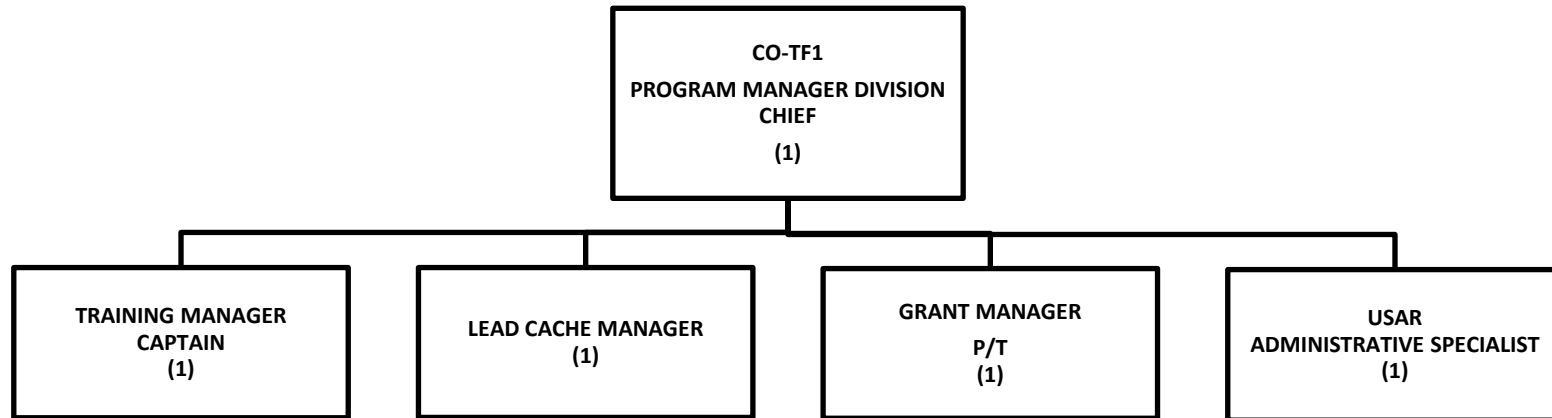 CO-TF1
PROGRAM MANAGER DIVISION
CHIEF
(1)
TRAINING MANAGER
CAPTAIN
(1)
LEAD CACHE MANAGER
(1)
GRANT MANAGER
P/T
(1)
USAR
ADMINISTRATIVE SPECIALIST
(1)